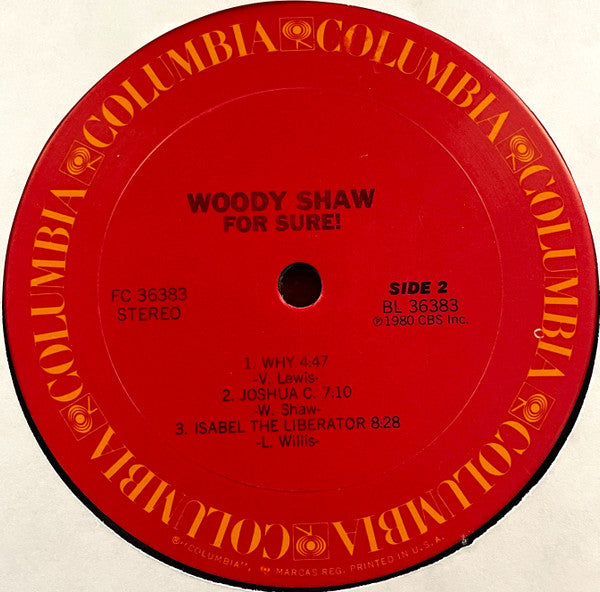 COLUMBIA COLUMBIA COLUMBIA COLUMBIA COLUMBIA COLUMBIA
WOODY SHAW
FOR SURE!
FC 36383
STEREO
SIDE 2
BL 36383
℗1980 CBS Inc.
1. WHY 4:47
-V. Lewis-
2. JOSHUA C. 7:10
-W. Shaw-
3. ISABEL THE LIBERATOR 8:28
-L. Willis-
®"COLUMBIA", MARCAS REG. PRINTED IN U.S.A.